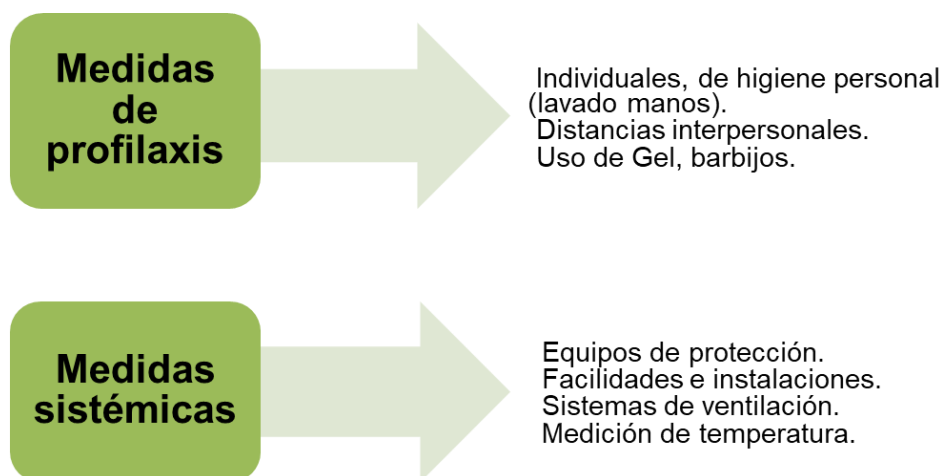 Medidas
de
profilaxis
Individuales, de higiene personal
(lavado manos).
Distancias interpersonales.
Uso de Gel, barbijos.
Medidas
sistémicas
Equipos de protección.
Facilidades e instalaciones.
Sistemas de ventilación.
Medición de temperatura.